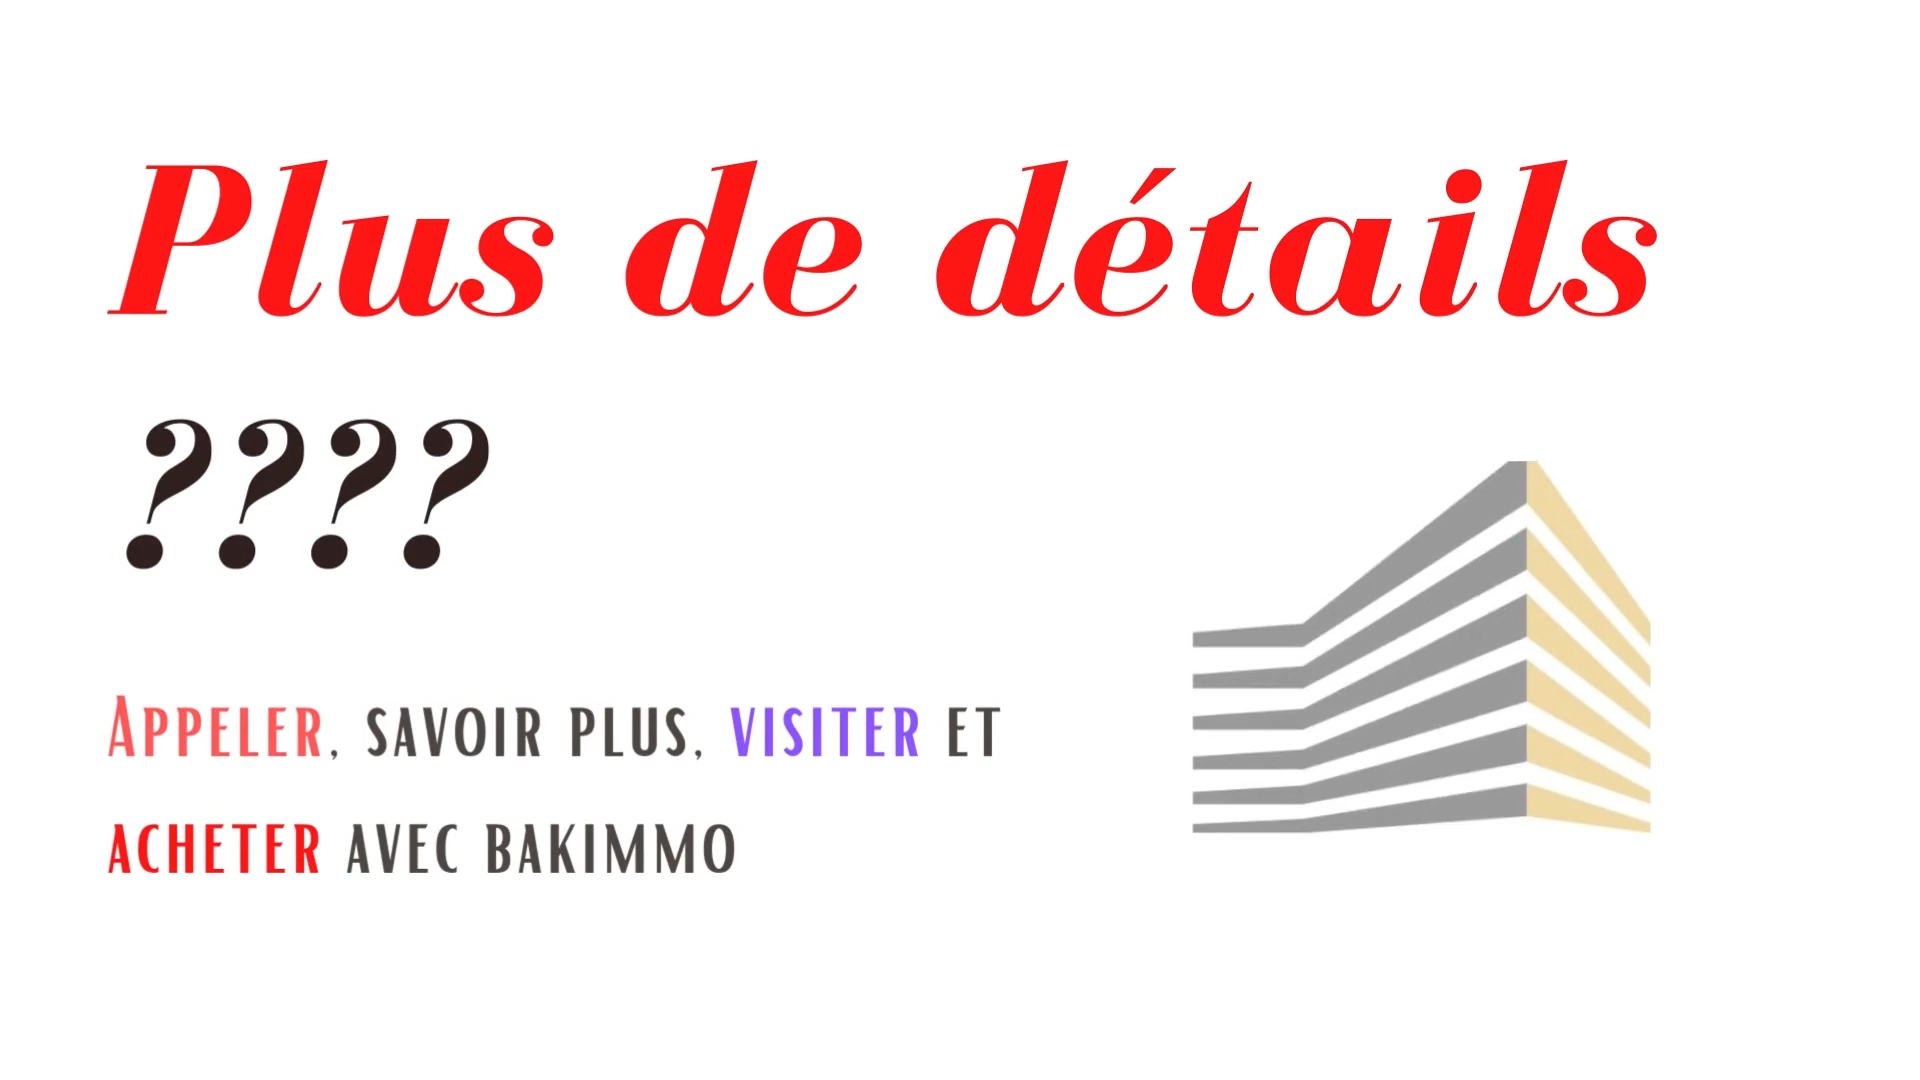 Plus de détails
????
Appeler, savoir plus, visiter et
acheter avec bakimmo